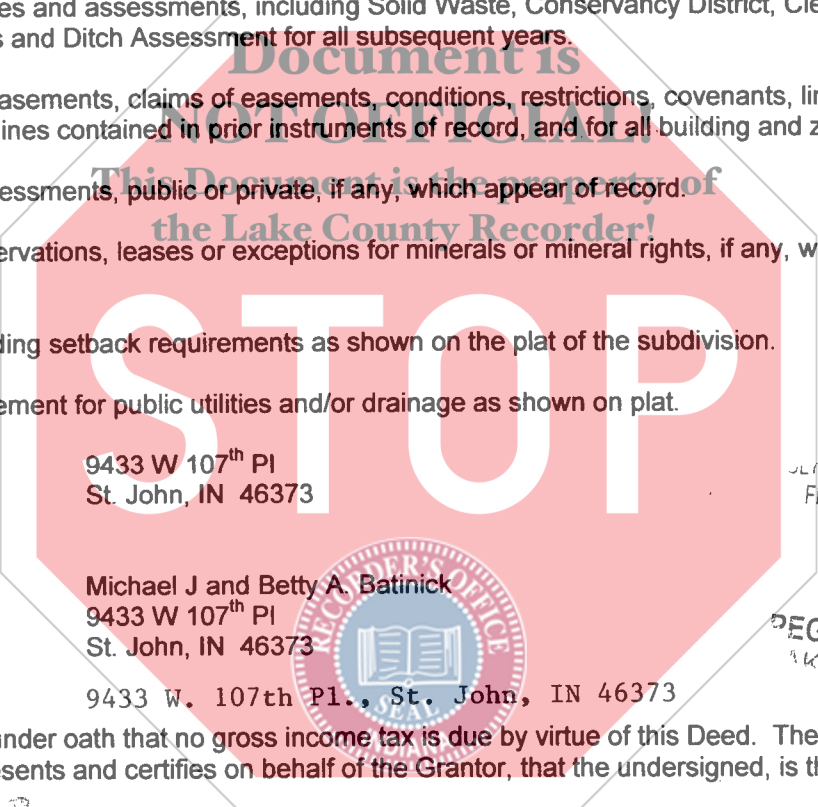 es and assessments, including Solid Waste, Conservancy District, Cle
s and Ditch Assessment for all subsequent years.
Document is
asements, claims of easements, conditions, restrictions, covenants, lin
NOT OFFICIAL!
ines contained in prior instruments of record, and for all building and z
This Document is the property of
essments, public or private, if any, which appear of record.
the Lake County Recorder!
ervations, leases or exceptions for minerals or mineral rights, if any, w
STOP
ding setback requirements as shown on the plat of the subdivision.
ement for public utilities and/or drainage as shown on plat.
9433 W 107th Pl
St. John, IN 46373
Michael J and Betty A. Batinick
9433 W 107th Pl
St. John, IN 46373
RECORDER'S OFFICE
SEAL
INDIANA
9433 W. 107th Pl., St. John, IN 46373
under oath that no gross income tax is due by virtue of this Deed. The
esents and certifies on behalf of the Grantor, that the undersigned, is th